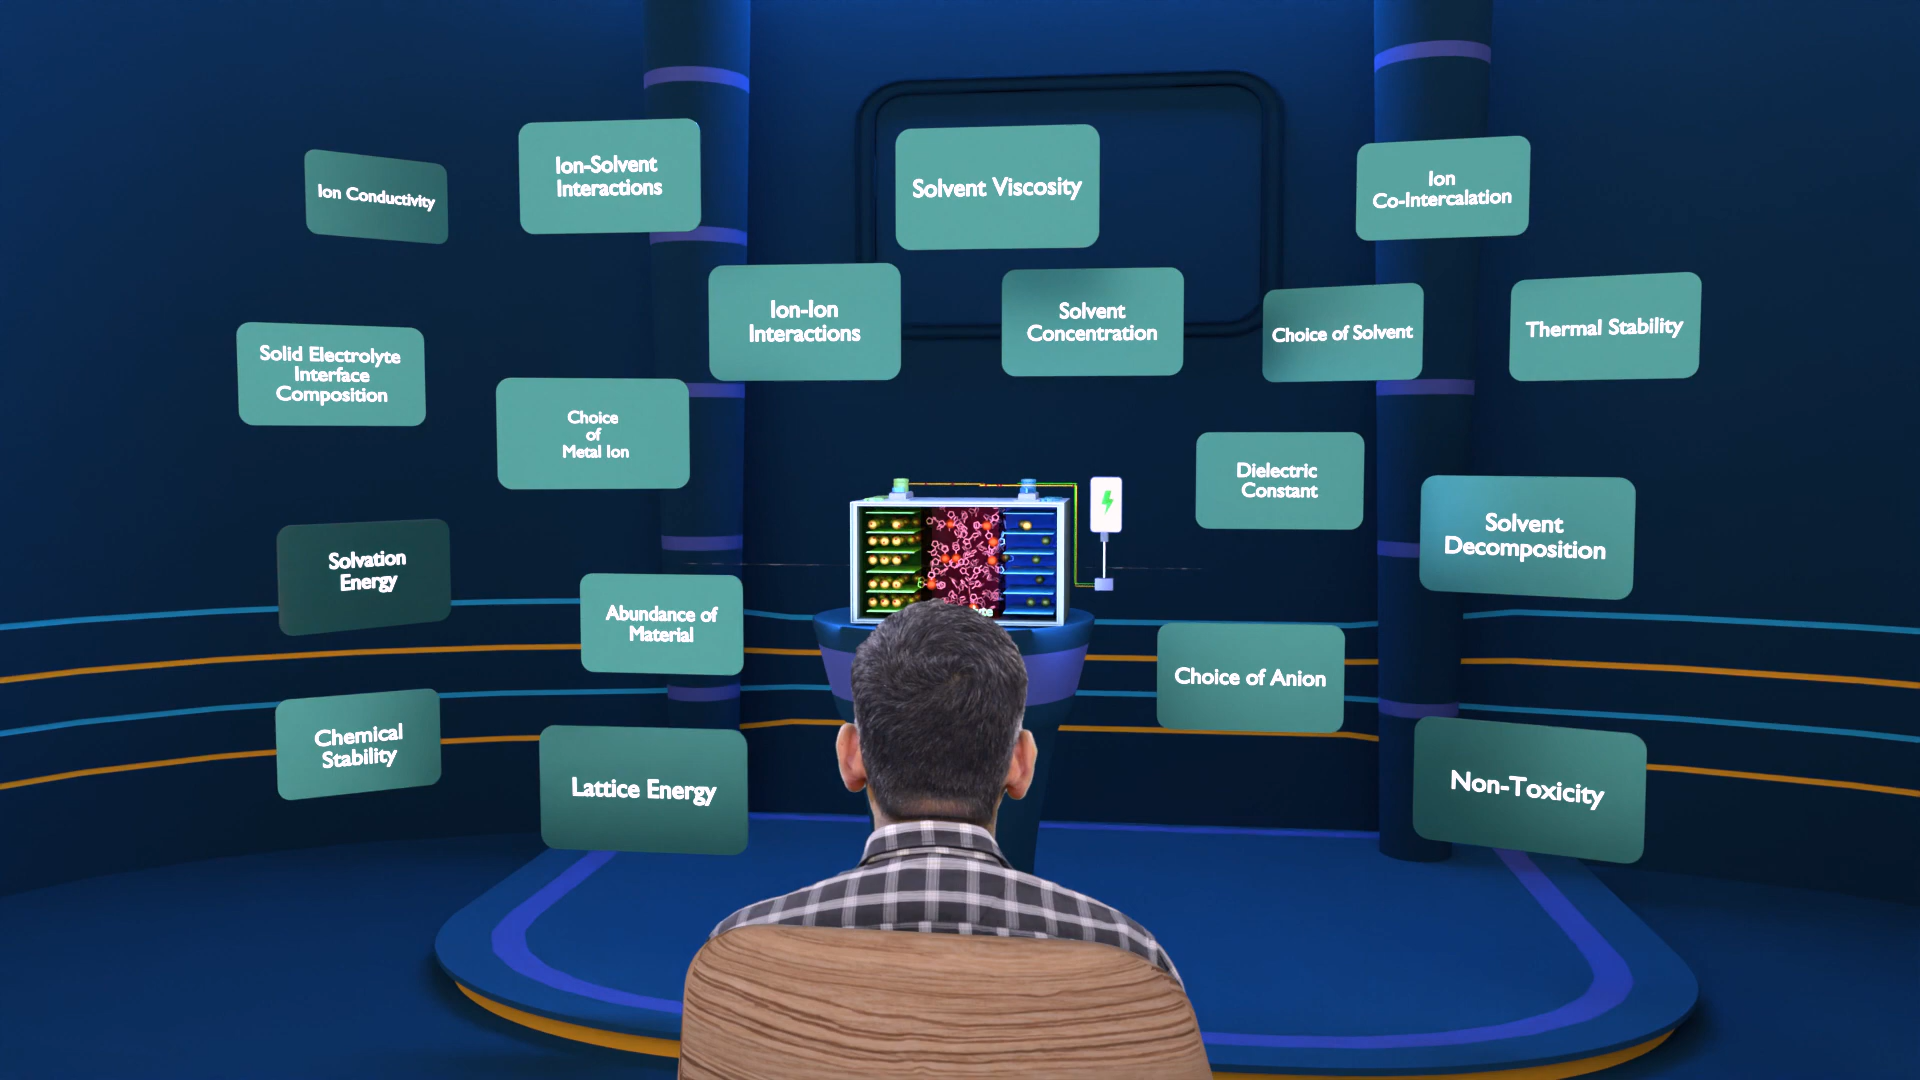 Ion Conductivity
Ion-Solvent
Interactions
Solvent Viscosity
Ion
Co-Intercalation
Ion-Ion
Interactions
Solvent
Concentration
Choice of Solvent
Thermal Stability
Solid Electrolyte
Interface
Composition
Choice
of
Metal Ion
Dielectric
Constant
Solvent
Decomposition
Solvation
Energy
Abundance of
Material
Choice of Anion
Chemical
Stability
Lattice Energy
Non-Toxicity